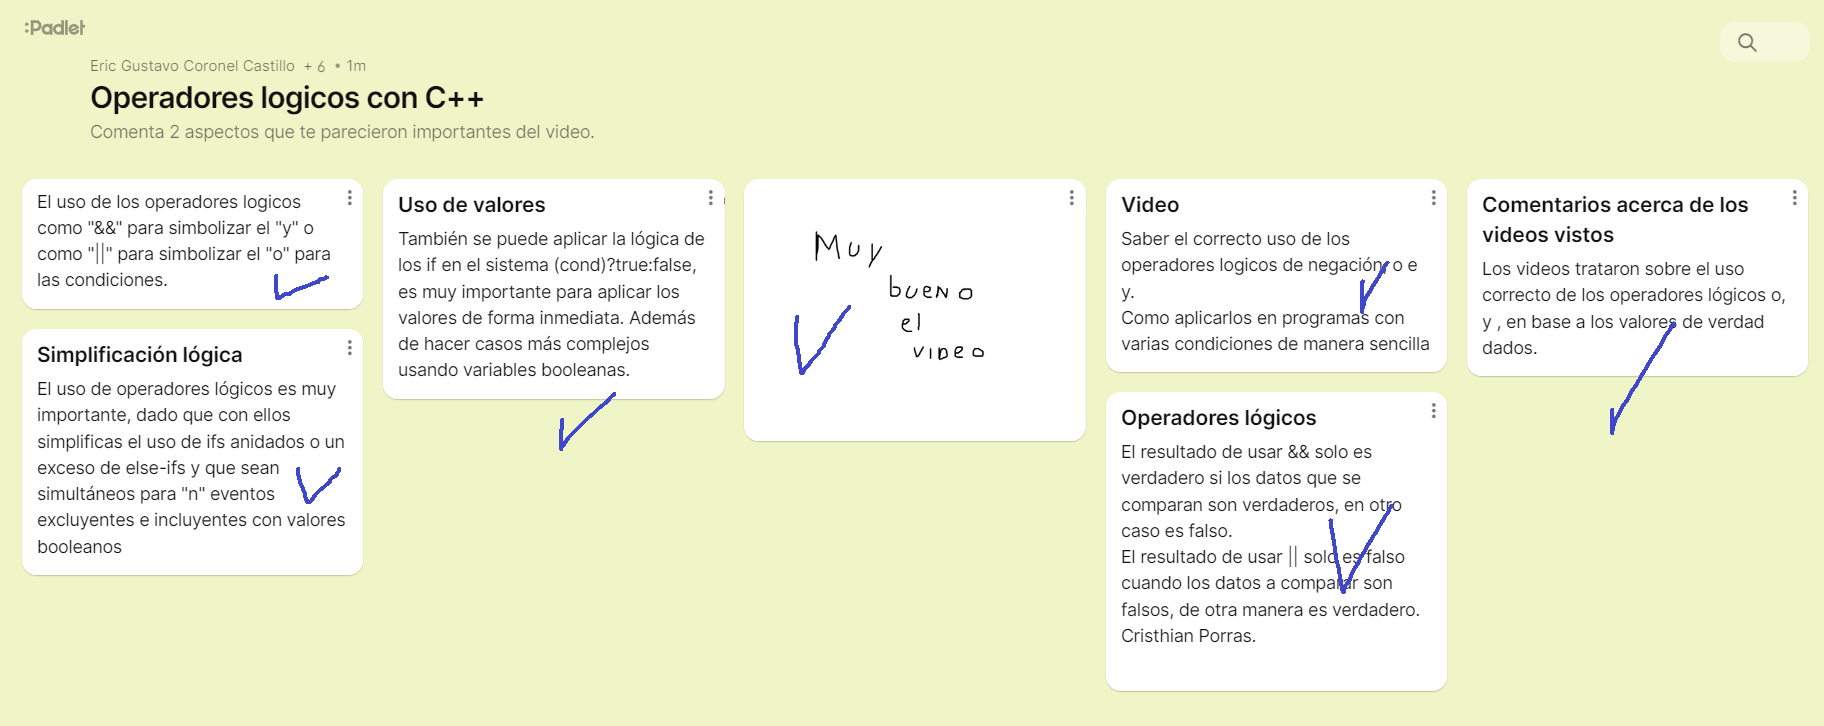 :Padlet
Eric Gustavo Coronel Castillo + 6 • 1m
Operadores logicos con C++
Comenta 2 aspectos que te parecieron importantes del video.
El uso de los operadores logicos
como "&&" para simbolizar el "y" o
como "||" para simbolizar el "o" para
las condiciones.
Simplificación lógica
El uso de operadores lógicos es muy
importante, dado que con ellos
simplificas el uso de ifs anidados o un
exceso de else-ifs y que sean
simultáneos para "n" eventos
excluyentes e incluyentes con valores
booleanos
Uso de valores
También se puede aplicar la lógica de
los if en el sistema (cond)?true:false,
es muy importante para aplicar los
valores de forma inmediata. Además
de hacer casos más complejos
usando variables booleanas.
Muy
bueno
el
video
Video
Saber el correcto uso de los
operadores logicos de negación, o e
y.
Como aplicarlos en programas con
varias condiciones de manera sencilla
Operadores lógicos
El resultado de usar && solo es
verdadero si los datos que se
comparan son verdaderos, en otro
caso es falso.
El resultado de usar || solo es falso
cuando los datos a comparar son
falsos, de otra manera es verdadero.
Cristhian Porras.
Comentarios acerca de los
videos vistos
Los videos trataron sobre el uso
correcto de los operadores lógicos o,
y , en base a los valores de verdad
dados.